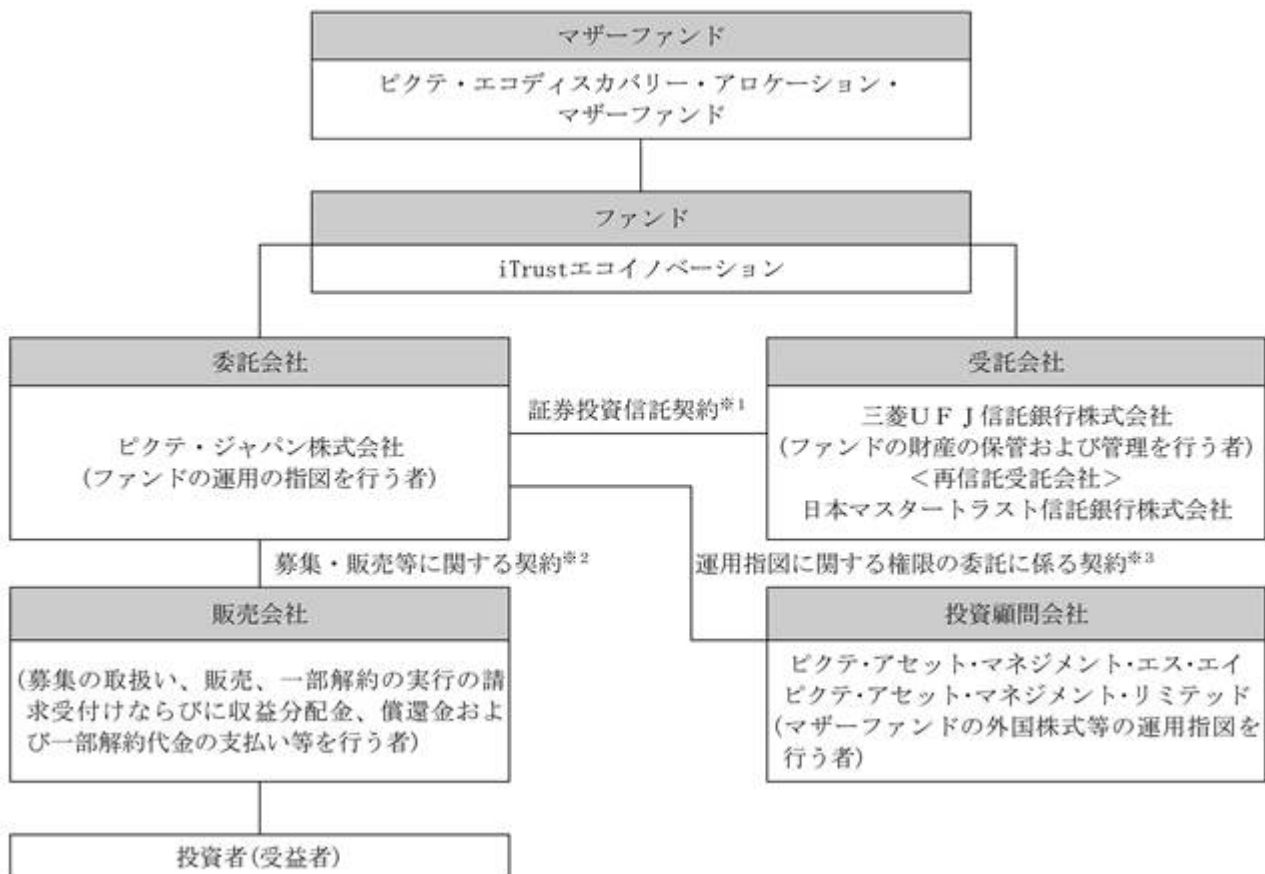 マザーファンド
ピクテ・エコディスカバリー・アロケーション・
マザーファンド
ファンド
iTrustエコイノベーション
委託会社
ピクテ・ジャパン株式会社
(ファンドの運用の指図を行う者)
証券投資信託契約※1
受託会社
三菱UFJ信託銀行株式会社
(ファンドの財産の保管および管理を行う者)
<再信託受託会社>
日本マスタートラスト信託銀行株式会社
募集・販売等に関する契約※2
運用指図に関する権限の委託に係る契約※3
販売会社
(募集の取扱い、販売、一部解約の実行の請
求受付けならびに収益分配金、償還金およ
び一部解約代金の支払い等を行う者)
投資顧問会社
ピクテ・アセット・マネジメント・エス・エイ
ピクテ・アセット・マネジメント・リミテッド
(マザーファンドの外国株式等の運用指図を
行う者)
投資者(受益者)